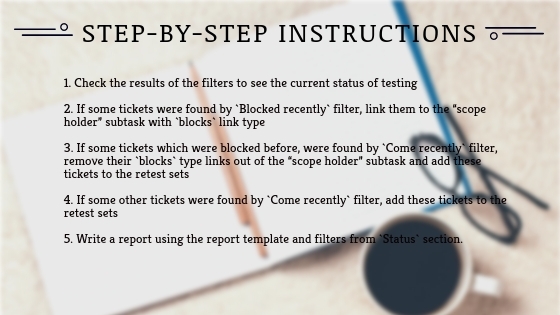 STEP-BY-STEP INSTRUCTIONS
1. Check the results of the filters to see the current status of testing
2. If some tickets were found by `Blocked recently` filter, link them to the “scope
holder” subtask with `blocks` link type
3. If some tickets which were blocked before, were found by `Come recently` filter,
remove their `blocks` type links out of the “scope holder” subtask and add these
tickets to the retest sets
4. If some other tickets were found by `Come recently` filter, add these tickets to the
retest sets
5. Write a report using the report template and filters from `Status` section.